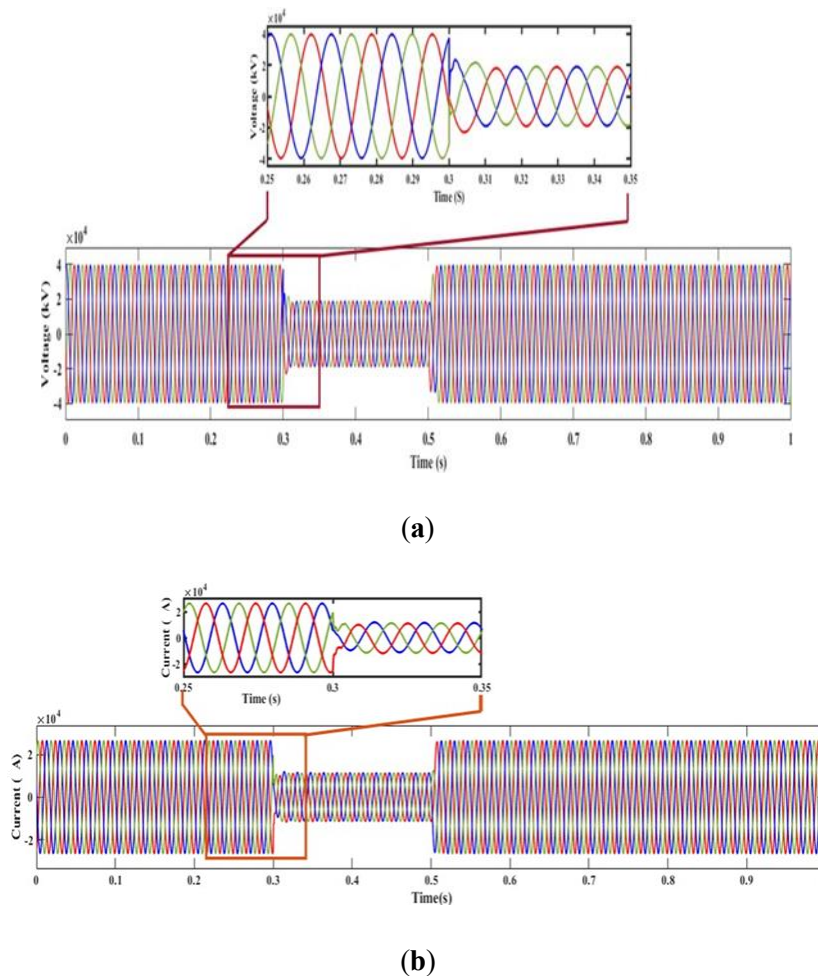 ×10⁴
Voltage (kV)
4
2
0
-2
-4
0.25 0.26 0.27 0.28 0.29 0.3 0.31 0.32 0.33 0.34 0.35
Time (S)
×10⁴
Voltage (kV)
4
2
0
-2
-4
0 0.1 0.2 0.3 0.4 0.5 0.6 0.7 0.8 0.9 1
Time (s)
(a)
×10⁴
Current ( A)
2
0
-2
0.25 0.3 0.35
Time (s)
×10⁴
Current ( A)
2
0
-2
0 0.1 0.2 0.3 0.4 0.5 0.6 0.7 0.8 0.9
Time(s)
(b)